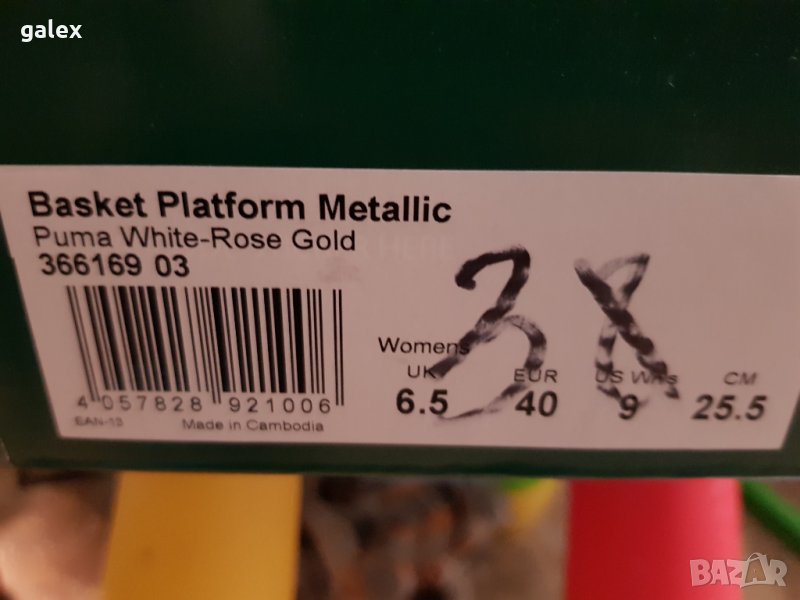 galex
Basket Platform Metallic
Puma White-Rose Gold
366169 03
38
Womens
UK EUR US Wns CM
6.5 40 9 25.5
4 057828 921006
EAN-13 Made in Cambodia
BAZAR